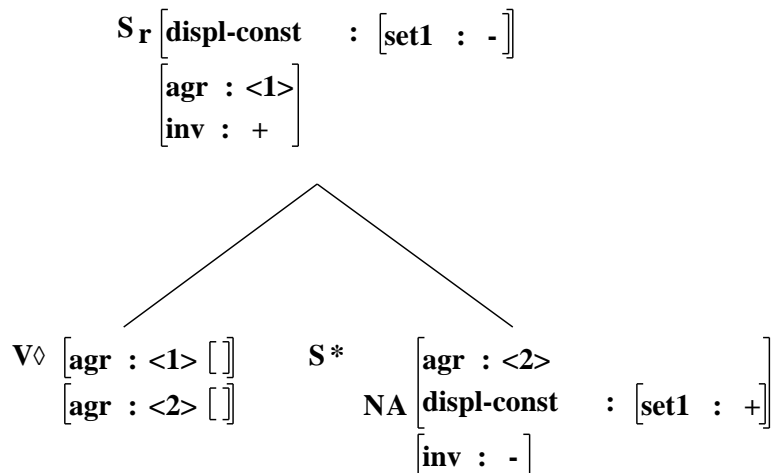 S r [displ-const : [set1 : -]]
[agr : <1>
inv : +]
V◊ [agr : <1> []] S* [agr : <2>
[agr : <2> []] NA displ-const : [set1 : +]]
[inv : -]